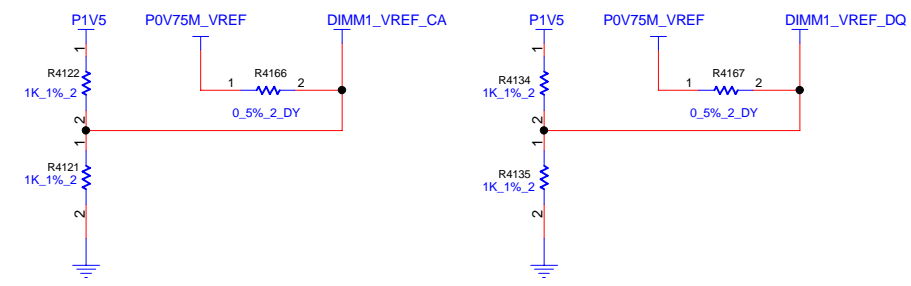 P1V5 P0V75M_VREF DIMM1_VREF_CA P1V5 P0V75M_VREF DIMM1_VREF_DQ
1 1
R4122 R4166 R4134 R4167
1K_1%_2 1 2 1K_1%_2 1 2
2 0_5%_2_DY 2 0_5%_2_DY
1 1
R4121 R4135
1K_1%_2 1K_1%_2
2 2